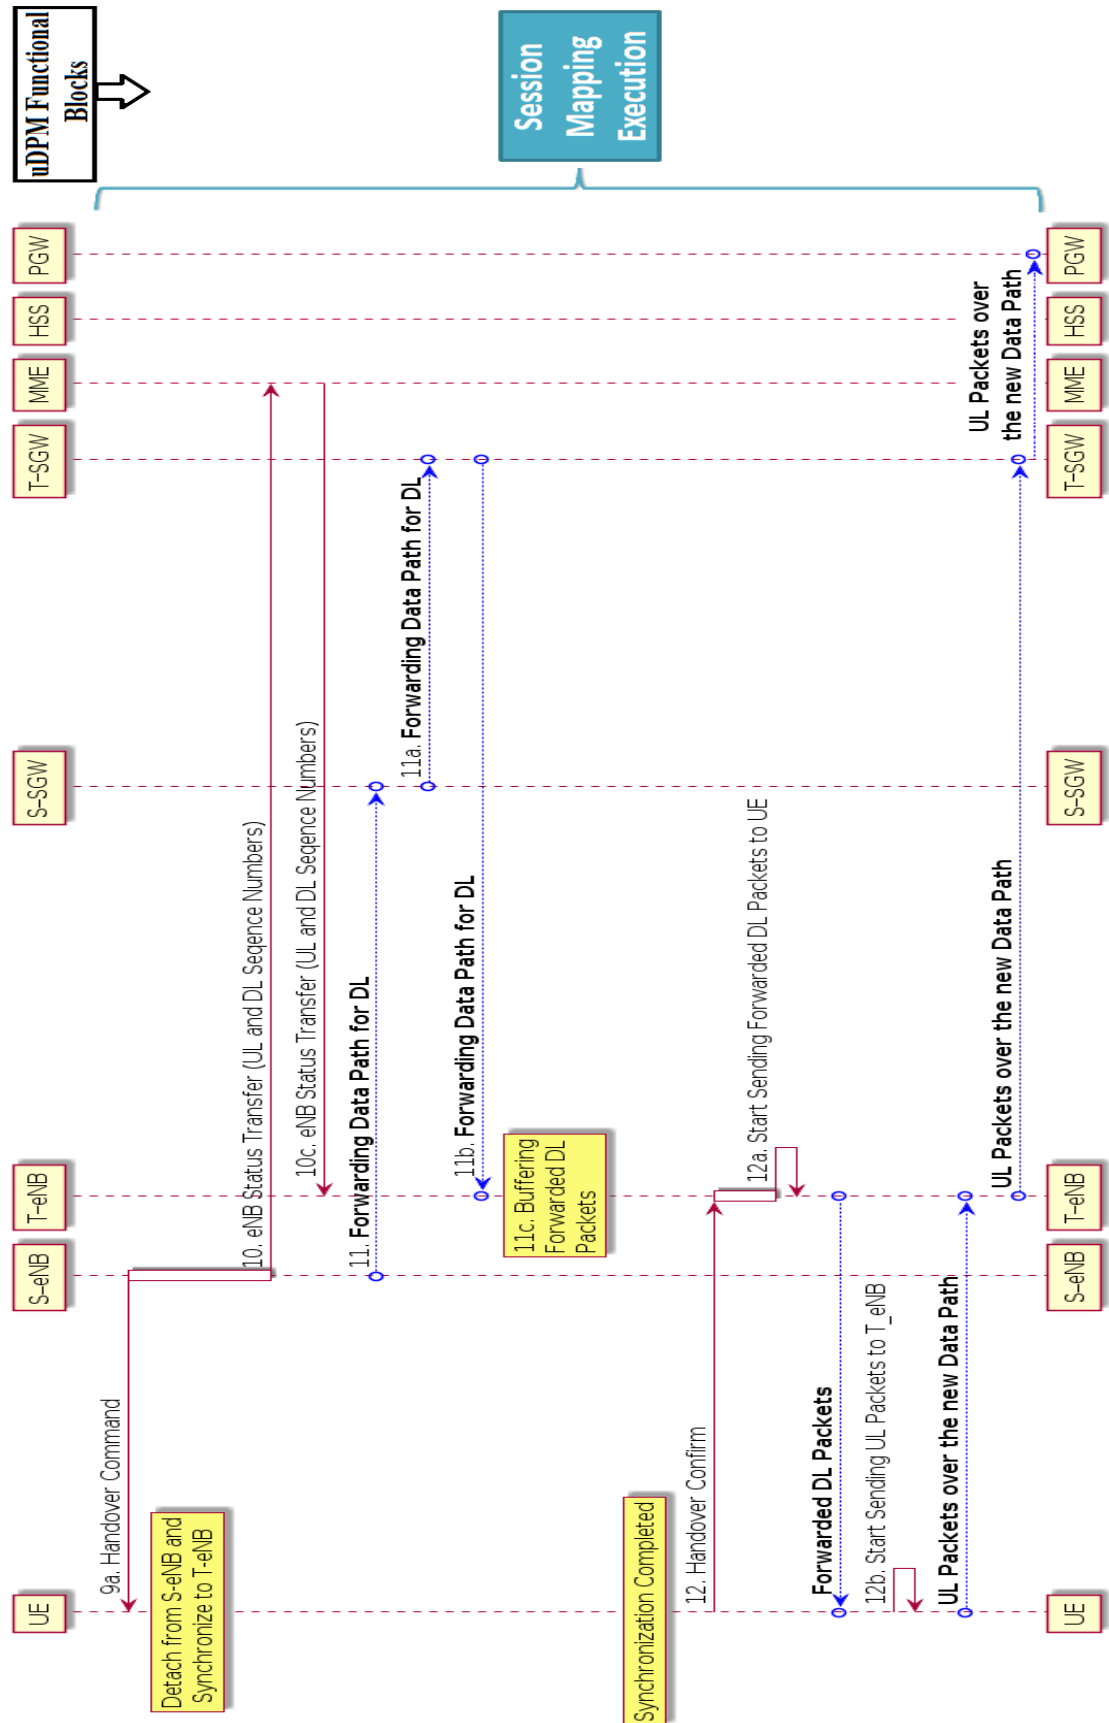 uDPM Functional
Blocks
UE
S-eNB
T-eNB
S-SGW
T-SGW
MME
HSS
PGW
9a. Handover Command
Detach from S-eNB and
Synchronize to T-eNB
10. eNB Status Transfer (UL and DL Seqence Numbers)
10c. eNB Status Transfer (UL and DL Seqence Numbers)
11. Forwarding Data Path for DL
11a. Forwarding Data Path for DL
11b. Forwarding Data Path for DL
11c. Buffering
Forwarded DL
Packets
Session
Mapping
Execution
Synchronization Completed
12. Handover Confirm
12a. Start Sending Forwarded DL Packets to UE
Forwarded DL Packets
12b. Start Sending UL Packets to T_eNB
UL Packets over the new Data Path
UL Packets over the new Data Path
UL Packets over
the new Data Path
UE
S-eNB
T-eNB
S-SGW
T-SGW
MME
HSS
PGW